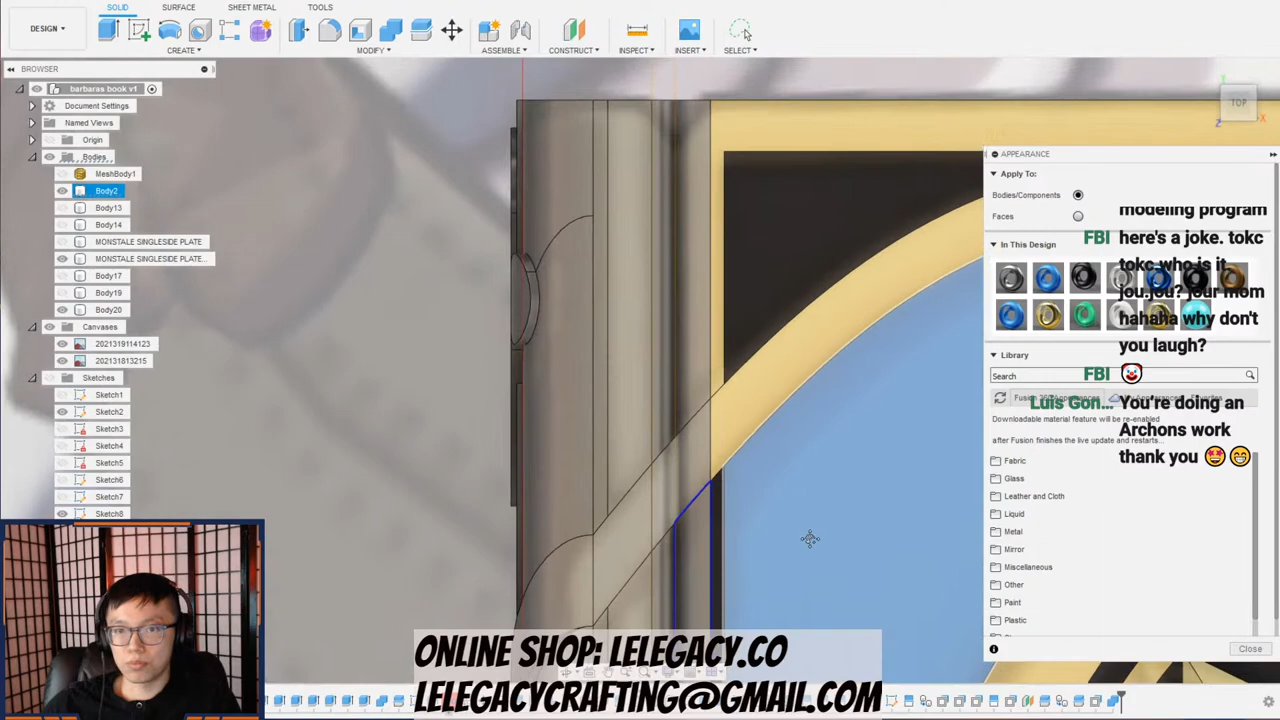 SOLID SURFACE SHEET METAL TOOLS
DESIGN
CREATE MODIFY ASSEMBLE CONSTRUCT INSPECT INSERT SELECT
BROWSER
barbaras book v1
Document Settings
Named Views
Origin
Bodies
MeshBody1
Body2
Body13
Body14
MONSTALE SINGLESIDE PLATE
MONSTALE SINGLESIDE PLATE...
Body17
Body19
Body20
Canvases
2021319114123
2021318113215
Sketches
Sketch1
Sketch2
Sketch3
Sketch4
Sketch5
Sketch6
Sketch7
Sketch8
TOP
Z
X
APPEARANCE
Apply To:
Bodies/Components
Faces
In This Design
Library
Search
Downloadable material feature will be re-enabled
after Fusion finishes the live update and restarts...
Fabric
Glass
Leather and Cloth
Liquid
Metal
Mirror
Miscellaneous
Other
Paint
Plastic
Close
modeling program
FBI here's a joke. tokc
tokc who is it
jou.jou? jour mom
hahaha why don't
you laugh?
FBI 🤡
Luis Gon... You're doing an
Archons work
thank you 🤩😁
ONLINE SHOP: LELEGACY.CO
LELEGACYCRAFTING@GMAIL.COM